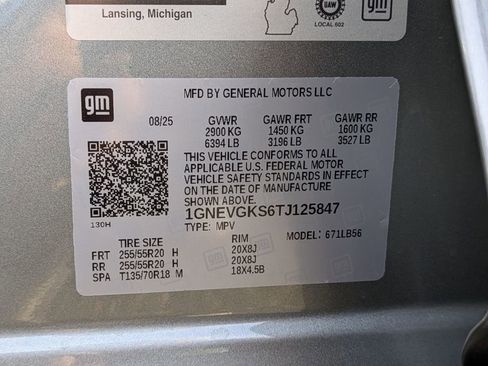 Lansing, Michigan
UAW
LOCAL 602
gm
gm
MFD BY GENERAL MOTORS LLC
08/25 GVWR GAWR FRT GAWR RR
2900 KG 1450 KG 1600 KG
6394 LB 3196 LB 3527 LB
THIS VEHICLE CONFORMS TO ALL
APPLICABLE U.S. FEDERAL MOTOR
VEHICLE SAFETY STANDARDS IN EFFECT
ON THE DATE OF MANUFACTURE
SHOWN ABOVE.
1GNEVGKS6TJ125847
130H
TYPE: MPV MODEL: 671LB56
TIRE SIZE RIM
FRT 255/55R20 H 20X8J
RR 255/55R20 H 20X8J
SPA T135/70R18 M 18X4.5B